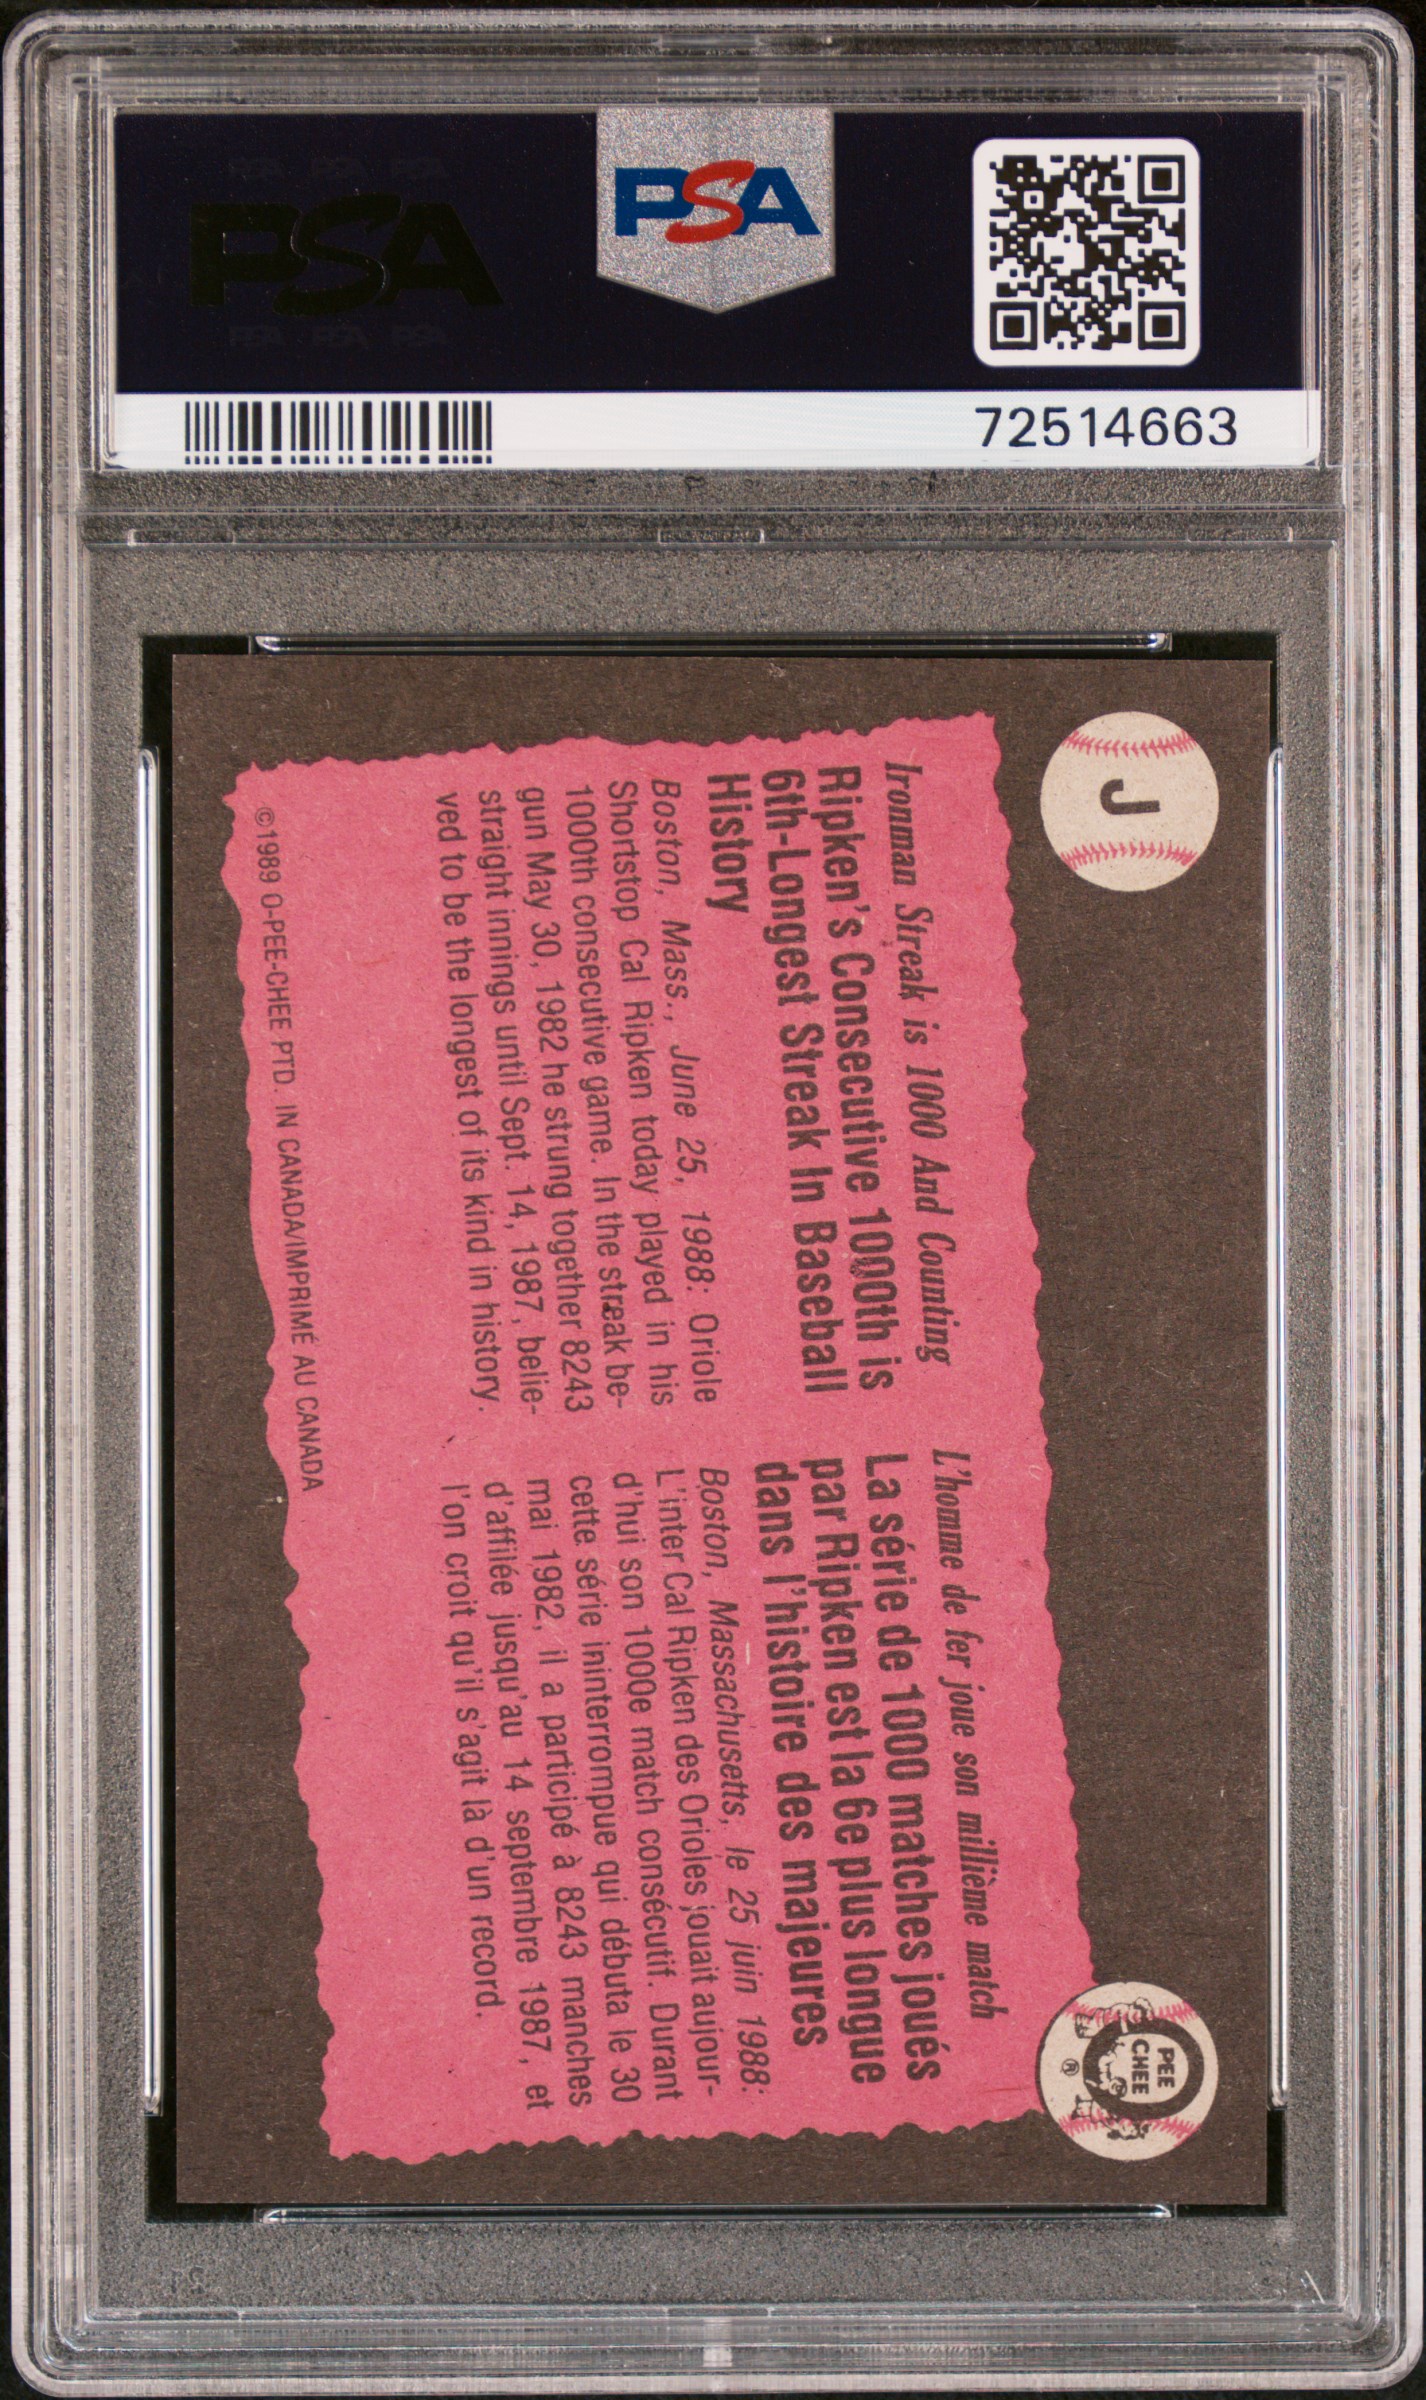 PSA PSA PSA
PSA
PSA PSA PSA
PSA
72514663
J
Ironman Streak is 1000 And Counting
Ripken's Consecutive 1000th is
6th-Longest Streak In Baseball
History
Boston, Mass., June 25, 1988: Oriole
Shortstop Cal Ripken today played in his
1000th consecutive game. In the streak be-
gun May 30, 1982 he strung together 8243
straight innings until Sept. 14, 1987, belie-
ved to be the longest of its kind in history.
L'homme de fer joue son millième match
La série de 1000 matches joués
par Ripken est la 6e plus longue
dans l'histoire des majeures
Boston, Massachusetts, le 25 juin 1988:
L'inter Cal Ripken des Orioles jouait aujour-
d'hui son 1000e match consécutif. Durant
cette série ininterrompue qui débuta le 30
mai 1982, il a participé à 8243 manches
d'affilée jusqu'au 14 septembre 1987, et
l'on croit qu'il s'agit là d'un record.
©1989 O-PEE-CHEE PTD. IN CANADA/IMPRIMÉ AU CANADA
O
PEE
CHEE
®